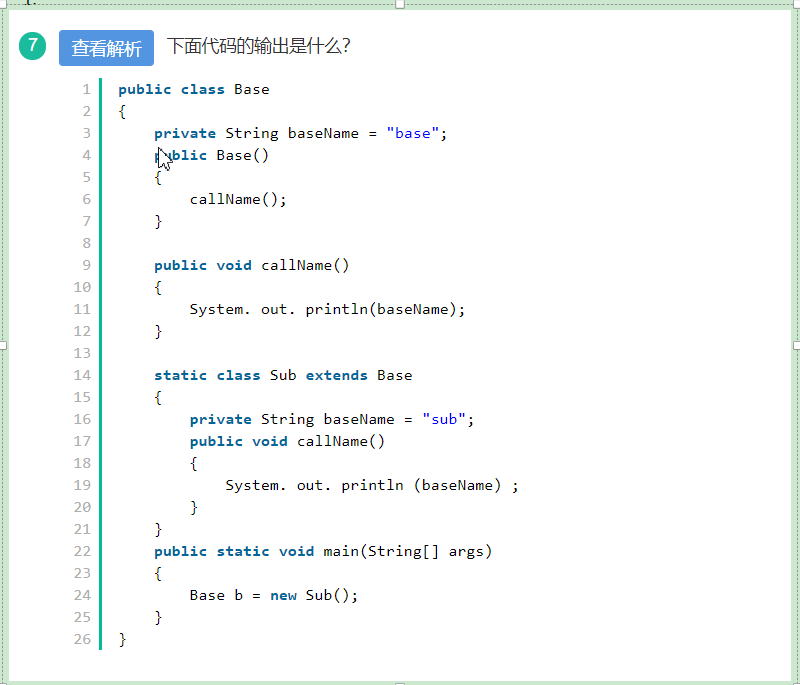 7 查看解析 下面代码的输出是什么？
1 public class Base
2 {
3     private String baseName = "base";
4     public Base()
5     {
6         callName();
7     }
8
9     public void callName()
10     {
11         System. out. println(baseName);
12     }
13
14     static class Sub extends Base
15     {
16         private String baseName = "sub";
17         public void callName()
18         {
19             System. out. println (baseName) ;
20         }
21     }
22     public static void main(String[] args)
23     {
24         Base b = new Sub();
25     }
26 }